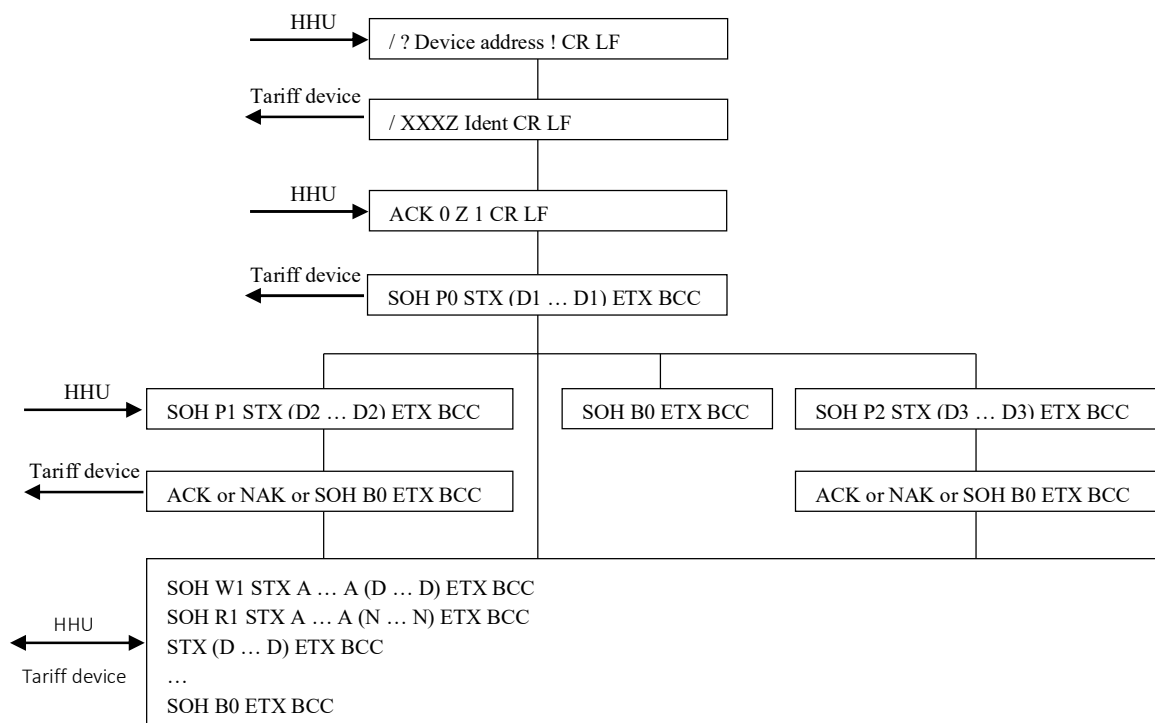 HHU
/ ? Device address ! CR LF
Tariff device
/ XXXZ Ident CR LF
HHU
ACK 0 Z 1 CR LF
Tariff device
SOH P0 STX (D1 … D1) ETX BCC
HHU
SOH P1 STX (D2 … D2) ETX BCC
SOH B0 ETX BCC
SOH P2 STX (D3 … D3) ETX BCC
Tariff device
ACK or NAK or SOH B0 ETX BCC
ACK or NAK or SOH B0 ETX BCC
HHU
Tariff device
SOH W1 STX A … A (D … D) ETX BCC
SOH R1 STX A … A (N … N) ETX BCC
STX (D … D) ETX BCC
…
SOH B0 ETX BCC